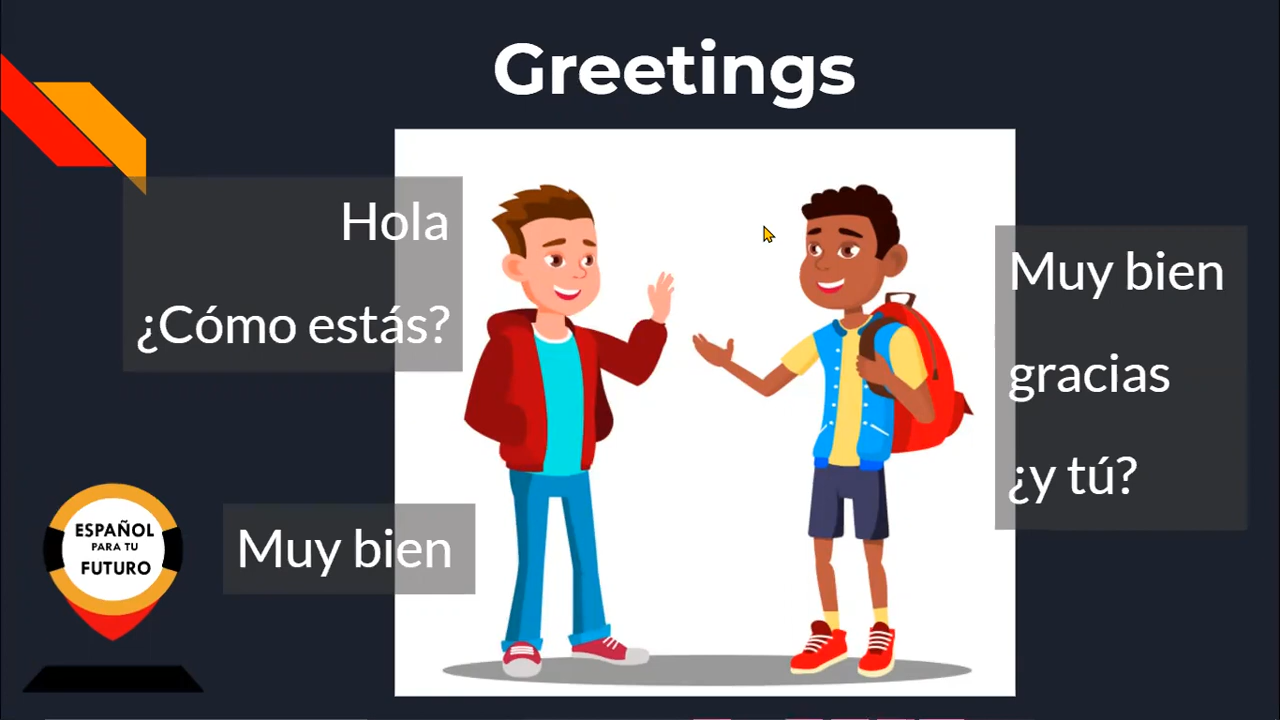 Greetings
Hola
¿Cómo estás?
Muy bien
gracias
¿y tú?
Muy bien
ESPAÑOL
PARA TU
FUTURO